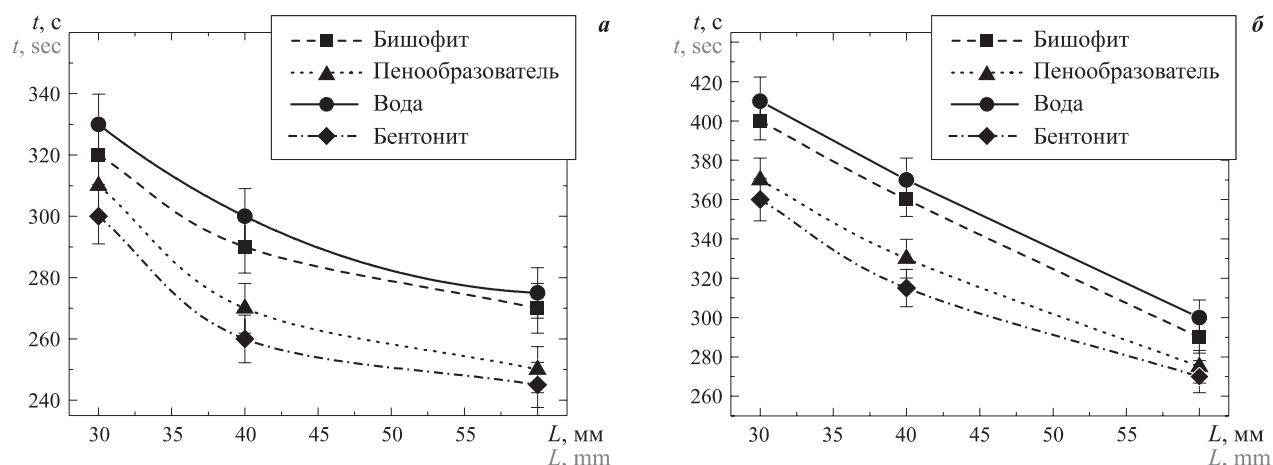 t, с
t, sec
а
Бишофит
Пенообразователь
Вода
Бентонит
340
320
300
280
260
240
30
35
40
45
50
55
L, мм
L, mm
t, с
t, sec
б
Бишофит
Пенообразователь
Вода
Бентонит
420
400
380
360
340
320
300
280
260
30
35
40
45
50
55
L, мм
L, mm